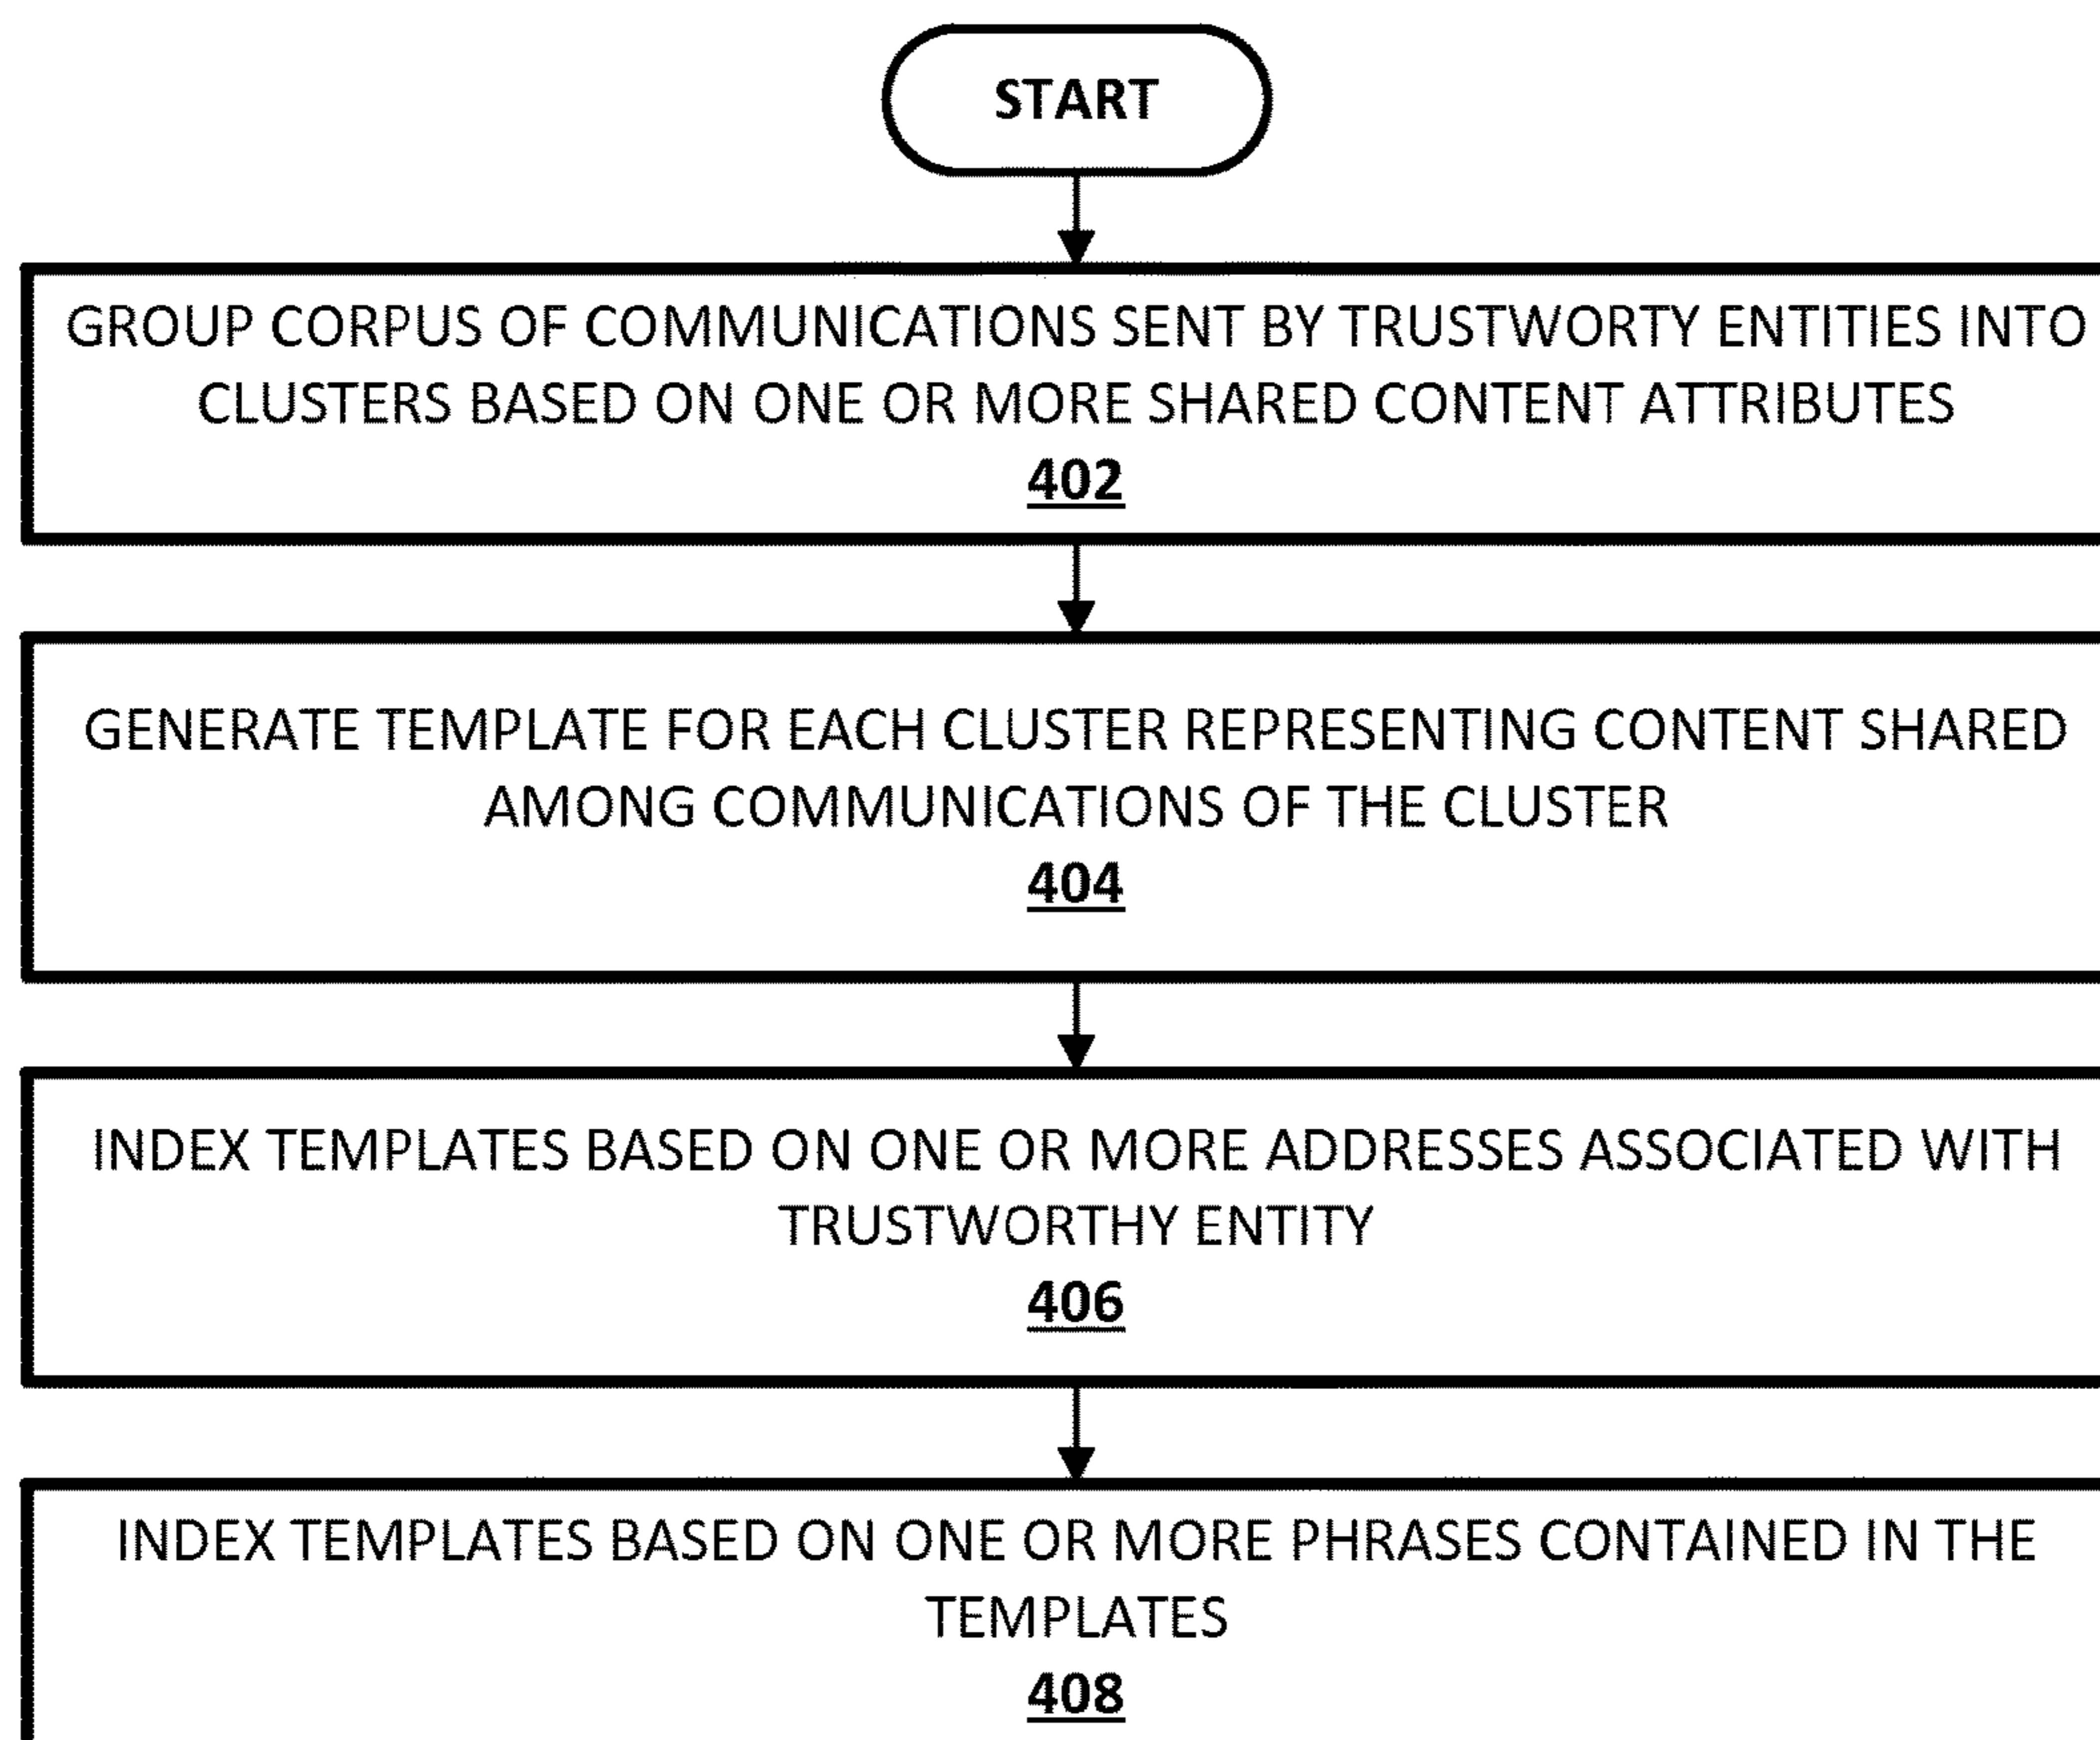 START
GROUP CORPUS OF COMMUNICATIONS SENT BY TRUSTWORTY ENTITIES INTO
CLUSTERS BASED ON ONE OR MORE SHARED CONTENT ATTRIBUTES
402
GENERATE TEMPLATE FOR EACH CLUSTER REPRESENTING CONTENT SHARED
AMONG COMMUNICATIONS OF THE CLUSTER
404
INDEX TEMPLATES BASED ON ONE OR MORE ADDRESSES ASSOCIATED WITH
TRUSTWORTHY ENTITY
406
INDEX TEMPLATES BASED ON ONE OR MORE PHRASES CONTAINED IN THE
TEMPLATES
408